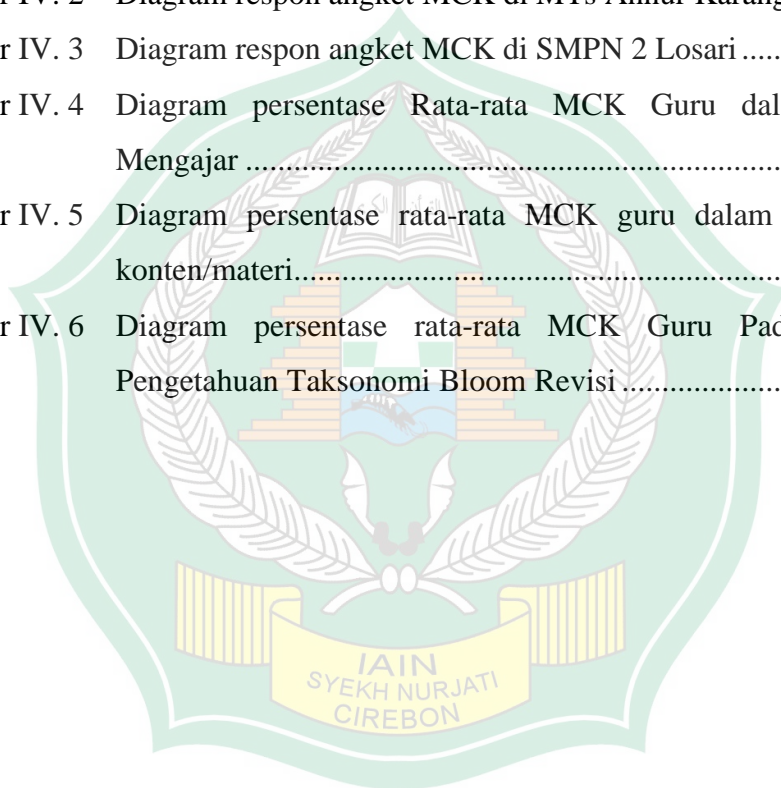 r IV. 2 Diagram respon angket MCK di MTs Annur Karang
r IV. 3 Diagram respon angket MCK di SMPN 2 Losari .....
r IV. 4 Diagram persentase Rata-rata MCK Guru dal
Mengajar ......................................................................
r IV. 5 Diagram persentase rata-rata MCK guru dalam
konten/materi................................................................
r IV. 6 Diagram persentase rata-rata MCK Guru Pad
Pengetahuan Taksonomi Bloom Revisi ...................
IAIN
SYEKH NURJATI
CIREBON